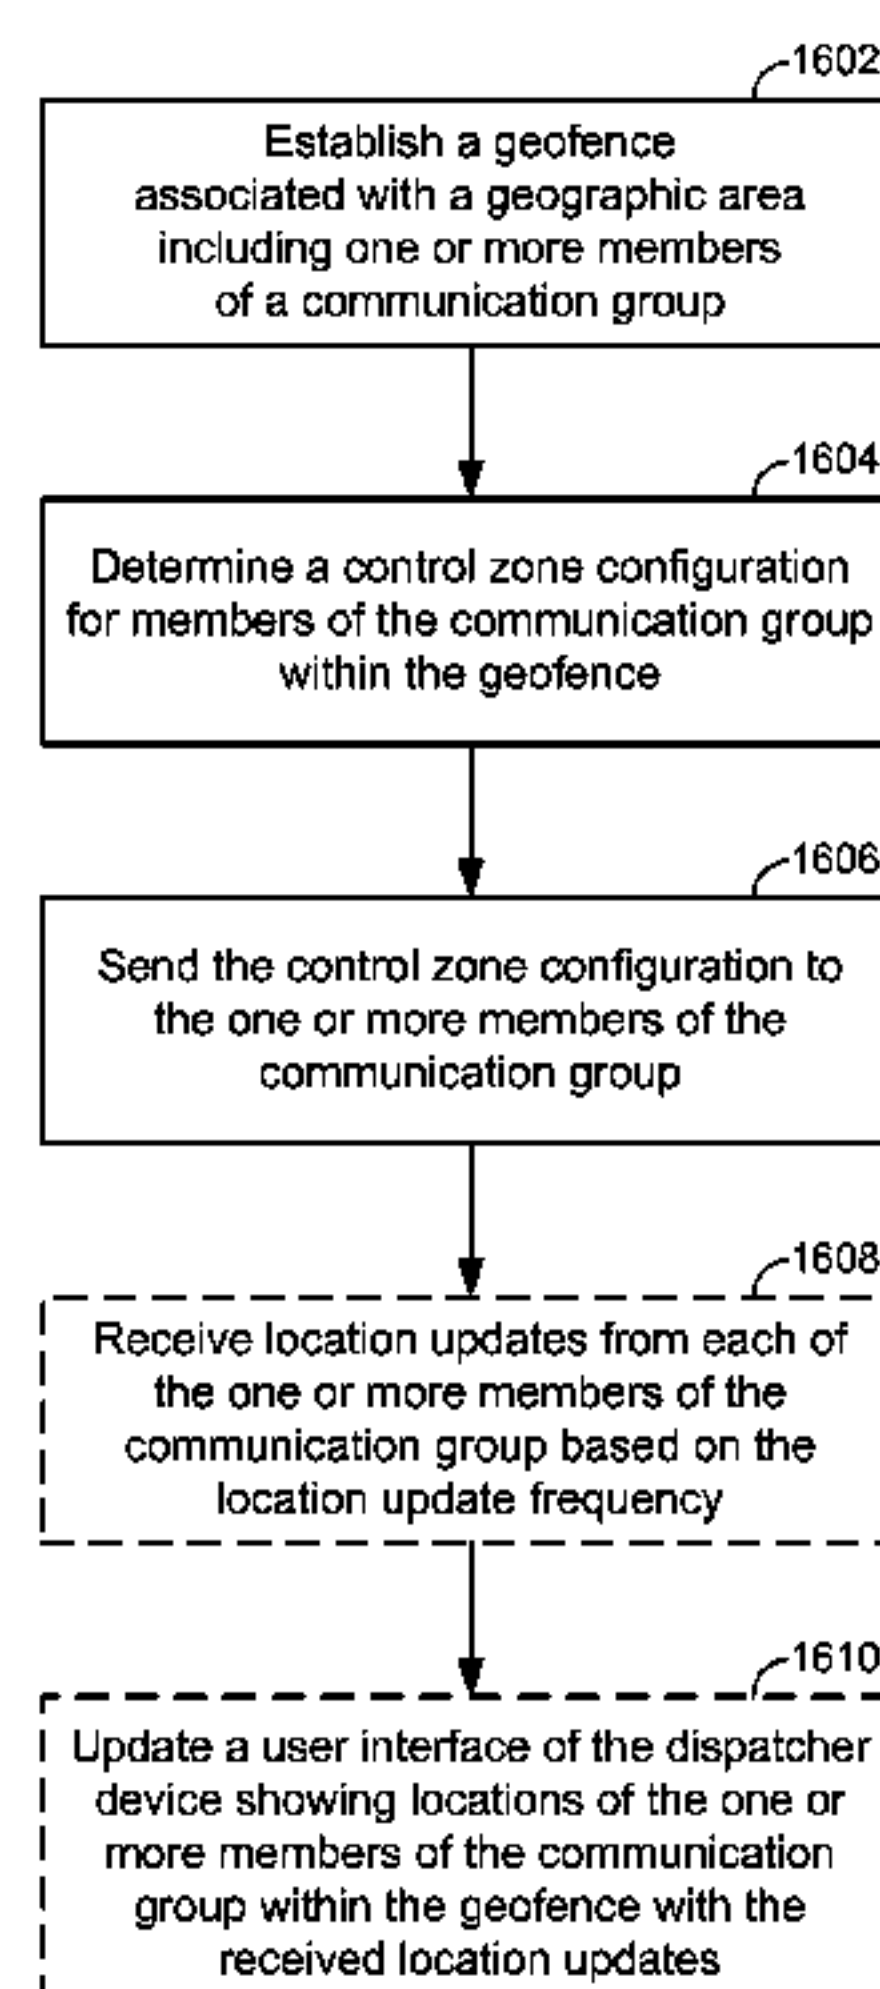 1602
Establish a geofence
associated with a geographic area
including one or more members
of a communication group
1604
Determine a control zone configuration
for members of the communication group
within the geofence
1606
Send the control zone configuration to
the one or more members of the
communication group
1608
Receive location updates from each of
the one or more members of the
communication group based on the
location update frequency
1610
Update a user interface of the dispatcher
device showing locations of the one or
more members of the communication
group within the geofence with the
received location updates